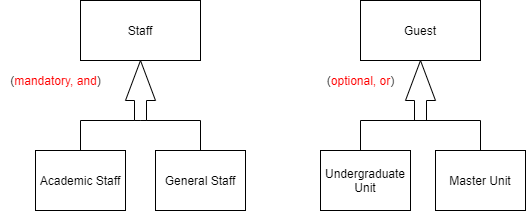 Staff
Guest
(mandatory, and)
(optional, or)
Academic Staff
General Staff
Undergraduate
Unit
Master Unit